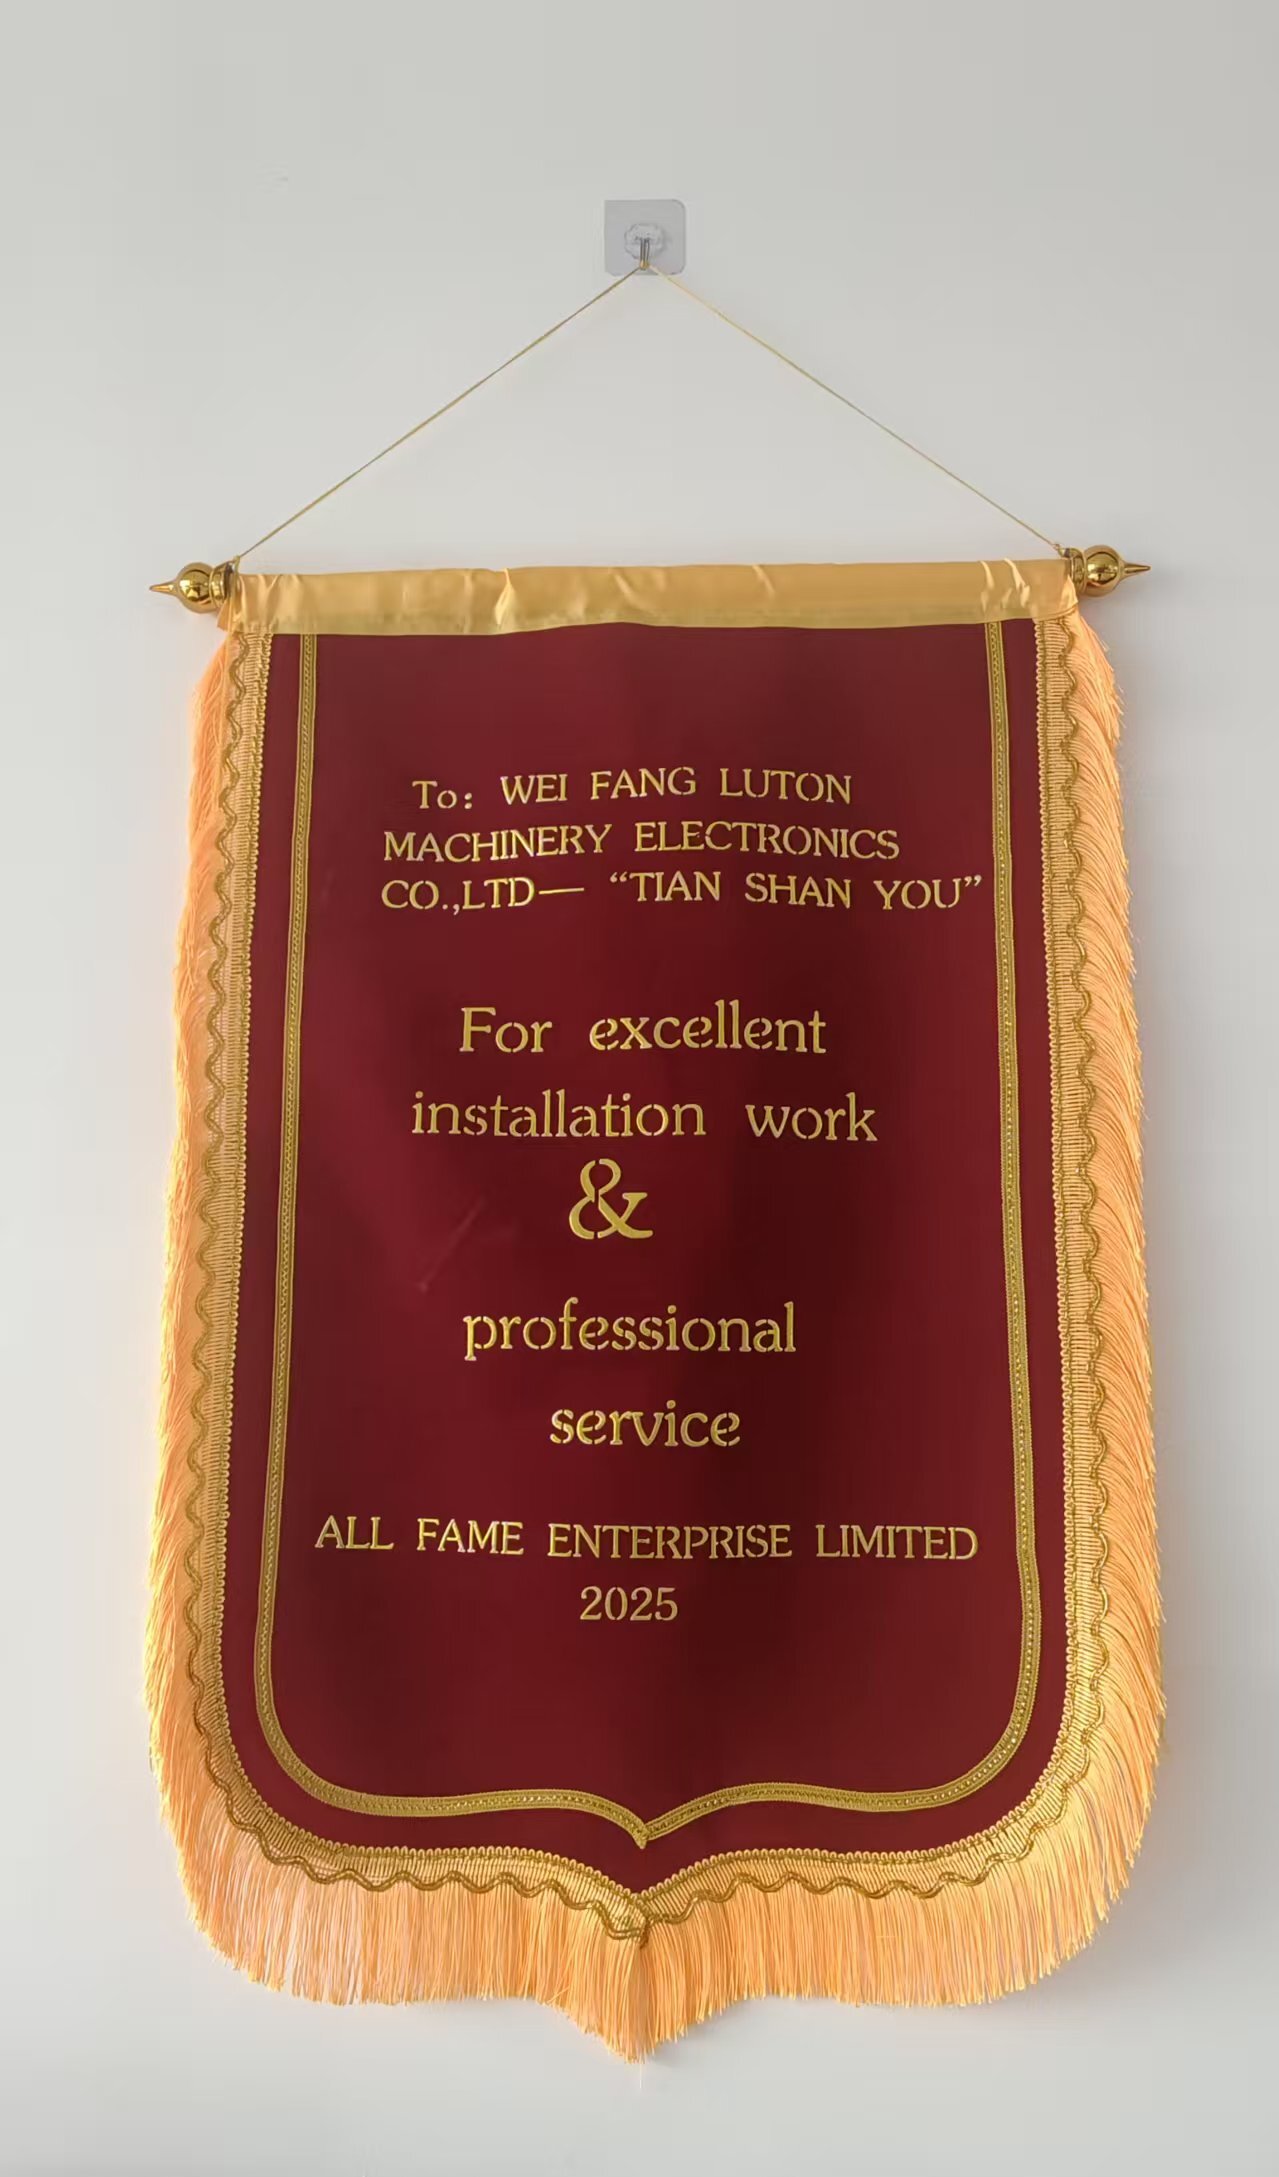 To: WEI FANG LUTON
MACHINERY ELECTRONICS
CO.,LTD— “TIAN SHAN YOU”
For excellent
installation work
&
professional
service
ALL FAME ENTERPRISE LIMITED
2025